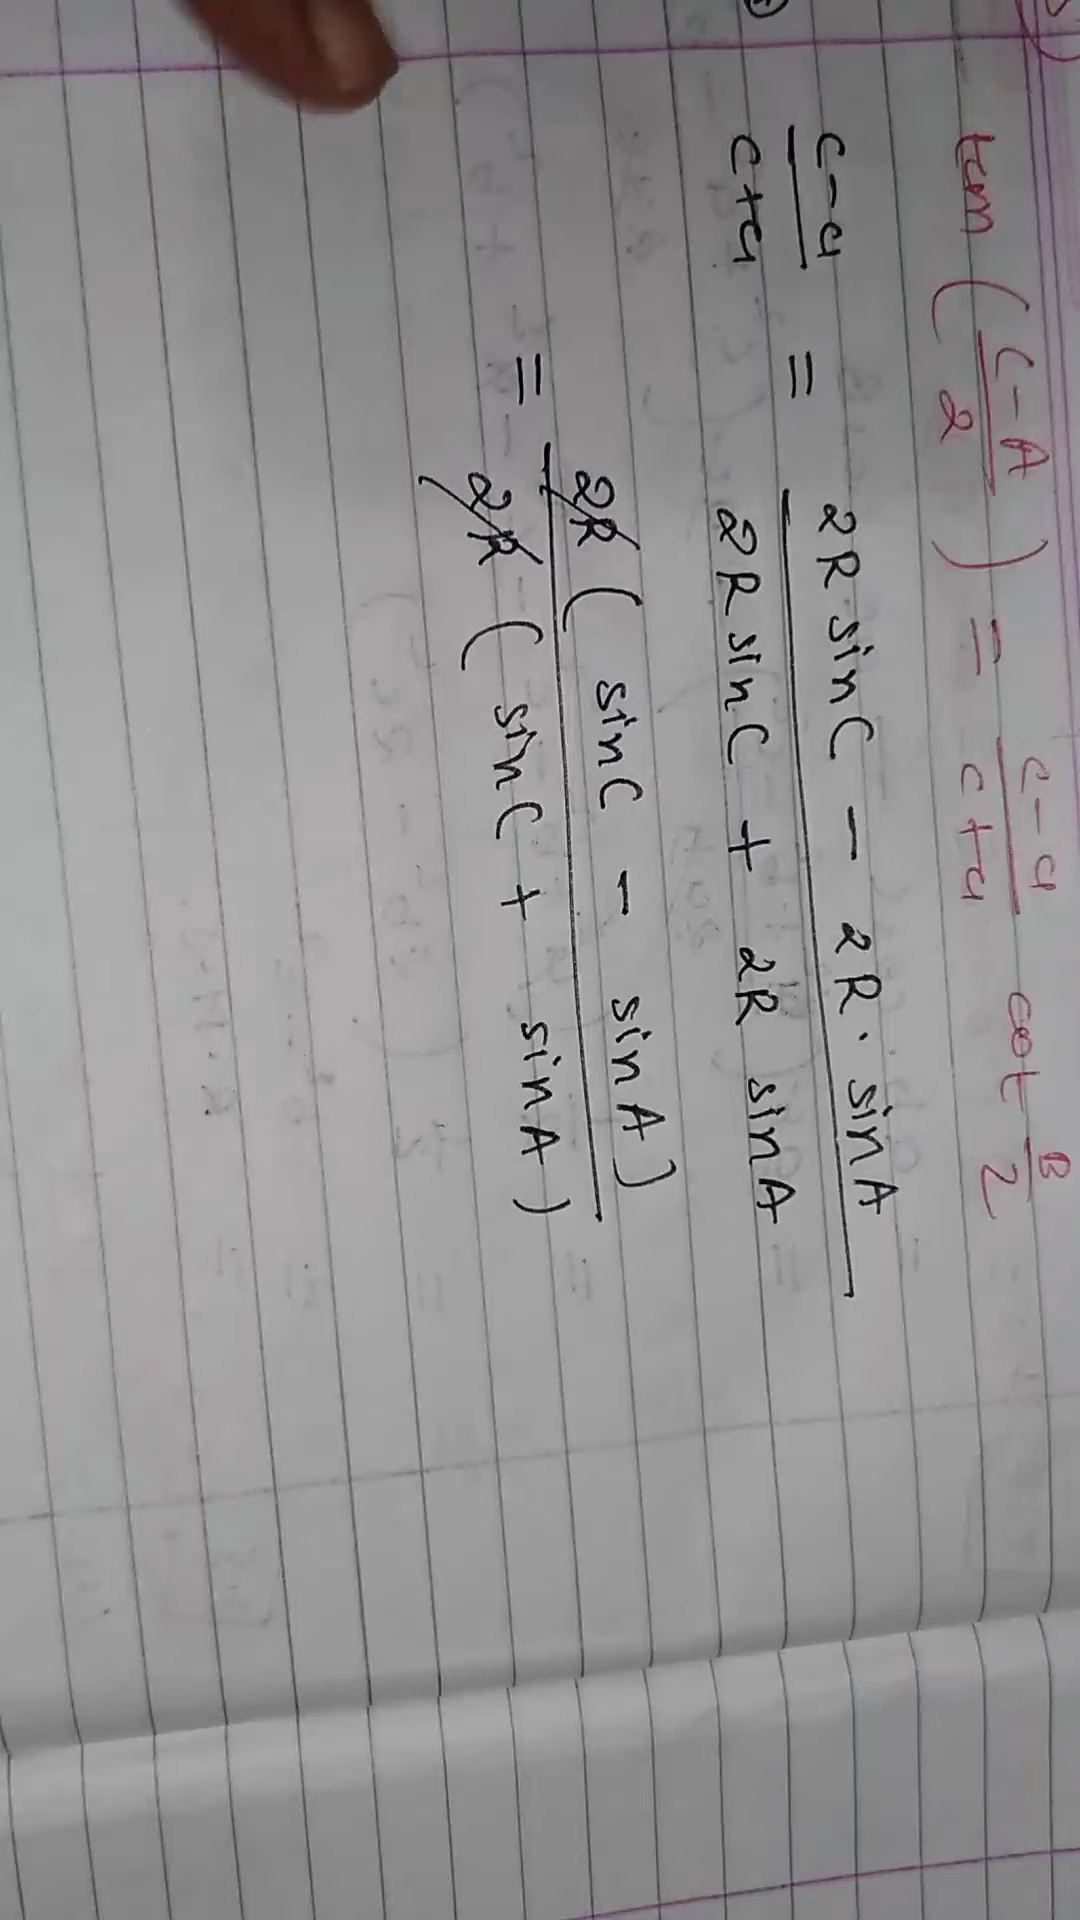 tan ( C-A / 2 ) = c-a / c+a cot B/2
c-a / c+a = 2R·sinC - 2R·sinA / 2R sinC + 2R sinA
= 2R ( sinC - sinA ) / 2R ( sinC + sinA )